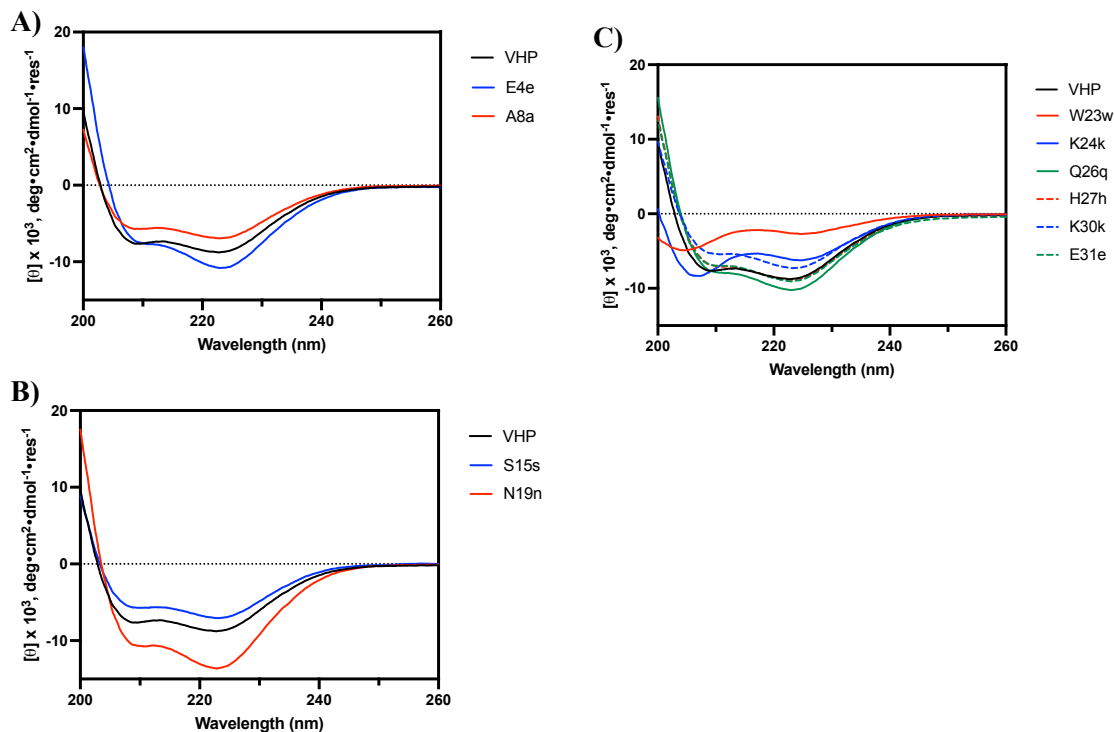 A)
20
10
0
-10
[θ] x 10³, deg•cm²•dmol⁻¹•res⁻¹
200
220
240
260
Wavelength (nm)
VHP
E4e
A8a
B)
20
10
0
-10
[θ] x 10³, deg•cm²•dmol⁻¹•res⁻¹
200
220
240
260
Wavelength (nm)
VHP
S15s
N19n
C)
20
10
0
-10
[θ] x 10³, deg•cm²•dmol⁻¹•res⁻¹
200
220
240
260
Wavelength (nm)
VHP
W23w
K24k
Q26q
H27h
K30k
E31e